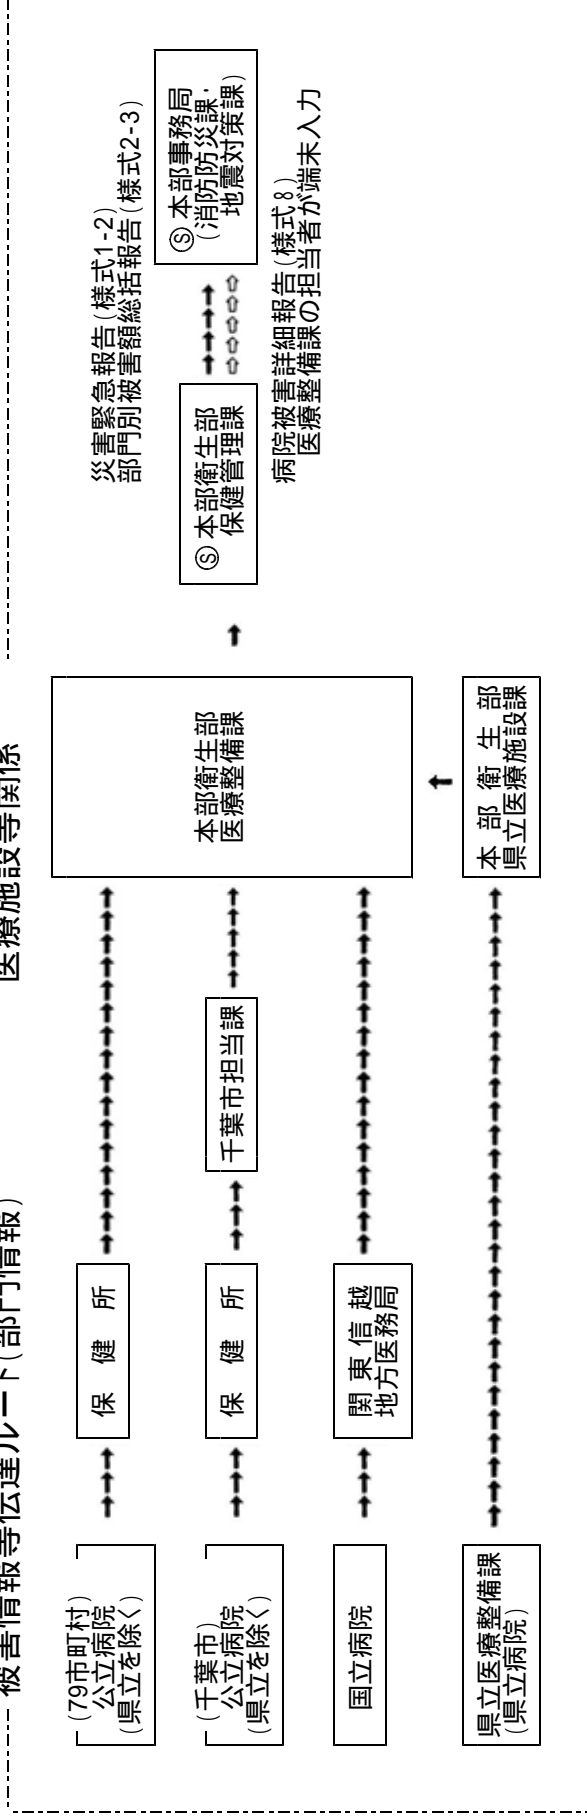 被害情報等伝達ルート（部門情報）
医療施設等関係
（79市町村）
公立病院
（県立を除く）
保健所
（千葉市）
公立病院
（県立を除く）
保健所
千葉市担当課
国立病院
関東信越
地方医務局
県立医療整備課
（県立病院）
本部衛生部
県立医療施設課
本部衛生部
医療整備課
Ⓢ本部衛生部
保健管理課
災害緊急報告（様式1-2）
部門別被害額総括報告（様式2-3）
病院被害詳細報告（様式8）
医療整備課の担当者が端末入力
Ⓢ本部事務局
（消防防災課・
地震対策課）